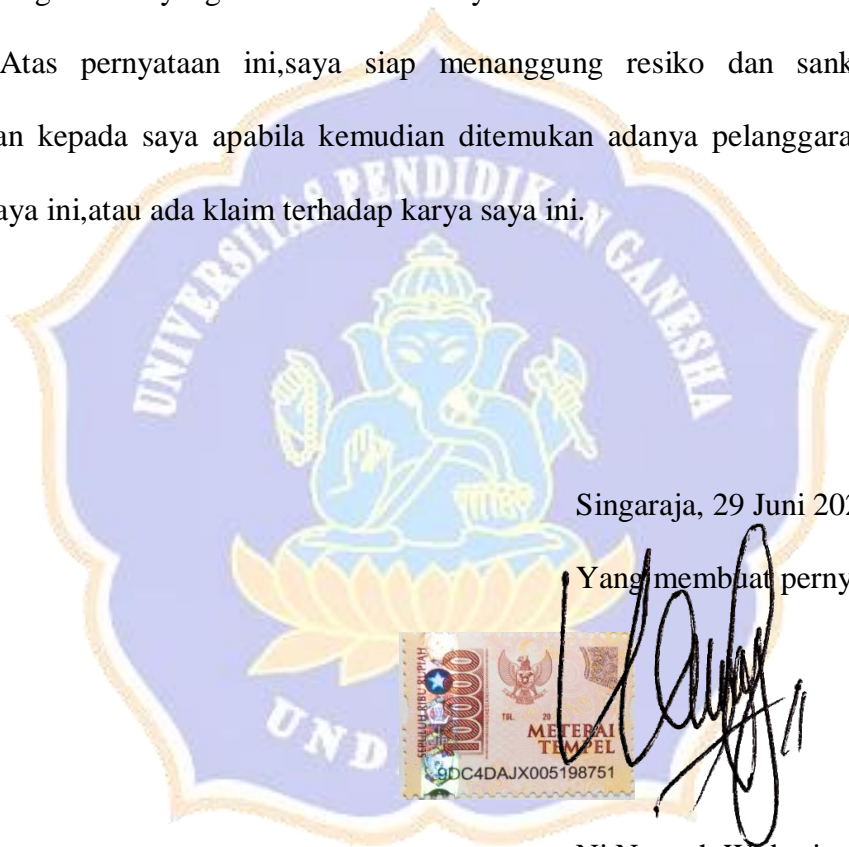 Atas pernyataan ini,saya siap menanggung resiko dan sank
an kepada saya apabila kemudian ditemukan adanya pelanggara
aya ini,atau ada klaim terhadap karya saya ini.
UNIVERSITAS PENDIDIKAN GANESHA
Singaraja, 29 Juni 202
Yang membuat perny
SEPULUH RIBU RUPIAH
10000
TGL. 20
METERAI
TEMPEL
9DC4DAJX005198751
UND